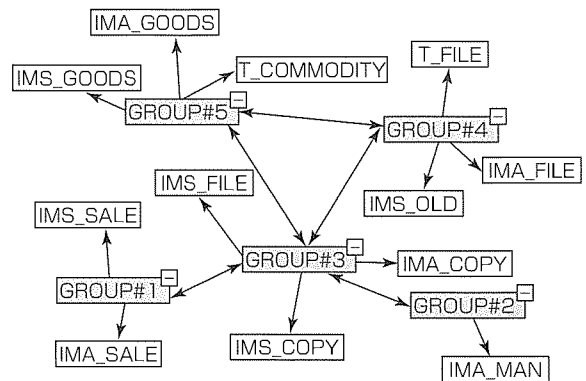 IMA_GOODS
IMS_GOODS
T_COMMODITY
T_FILE
GROUP#5
GROUP#4
IMS_FILE
IMA_FILE
IMS_OLD
IMS_SALE
GROUP#3
IMA_COPY
GROUP#1
GROUP#2
IMA_SALE
IMS_COPY
IMA_MAN